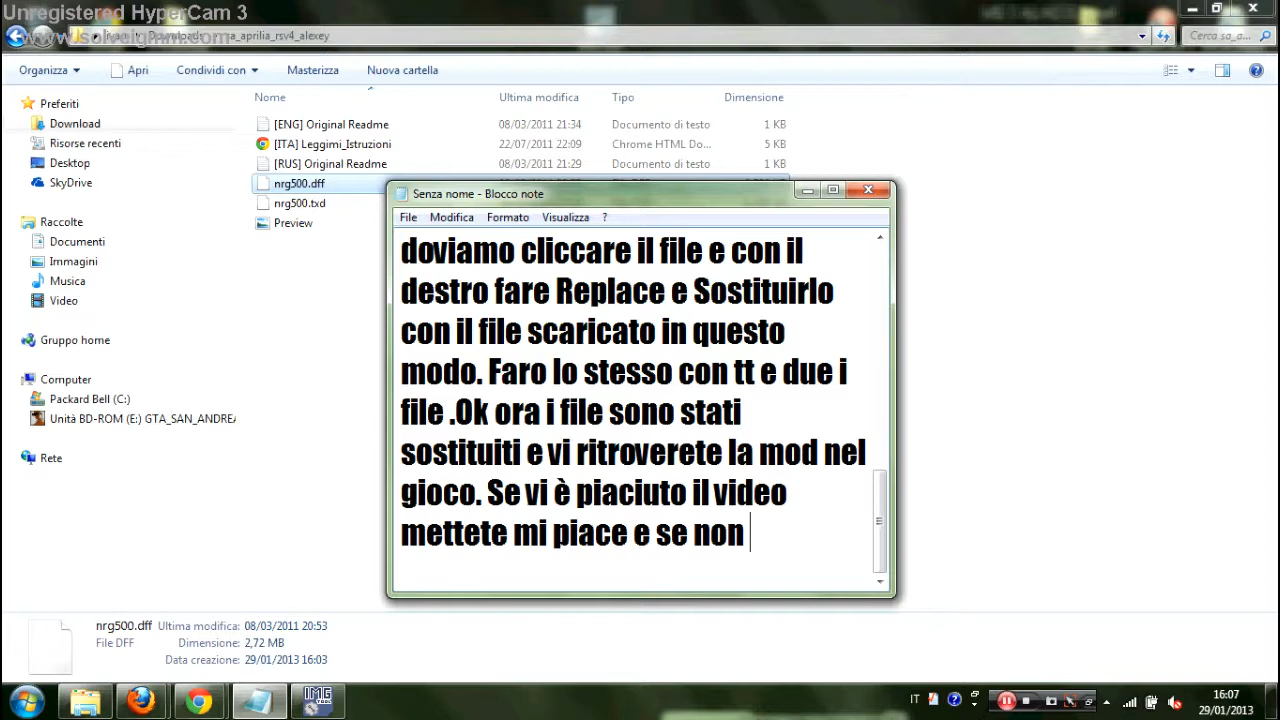 Unregistered HyperCam 3
www.solveigmm.com
sa_aprilia_rsv4_alexey
Cerca sa_a...
Organizza
Apri
Condividi con
Masterizza
Nuova cartella
Preferiti
Download
Risorse recenti
Desktop
SkyDrive
Raccolte
Documenti
Immagini
Musica
Video
Gruppo home
Computer
Packard Bell (C:)
Unità BD-ROM (E:) GTA_SAN_ANDREA
Rete
Nome Ultima modifica Tipo Dimensione
[ENG] Original Readme 08/03/2011 21:34 Documento di testo 1 KB
[ITA] Leggimi_Istruzioni 22/07/2011 22:09 Chrome HTML Do... 5 KB
[RUS] Original Readme 08/03/2011 21:29 Documento di testo 1 KB
nrg500.dff
nrg500.txd
Preview
Senza nome - Blocco note
File Modifica Formato Visualizza ?
doviamo cliccare il file e con il
destro fare Replace e Sostituirlo
con il file scaricato in questo
modo. Faro lo stesso con tt e due i
file .Ok ora i file sono stati
sostituiti e vi ritroverete la mod nel
gioco. Se vi è piaciuto il video
mettete mi piace e se non
nrg500.dff Ultima modifica: 08/03/2011 20:53
File DFF Dimensione: 2,72 MB
Data creazione: 29/01/2013 16:03
IMG
IT
16:07
29/01/2013